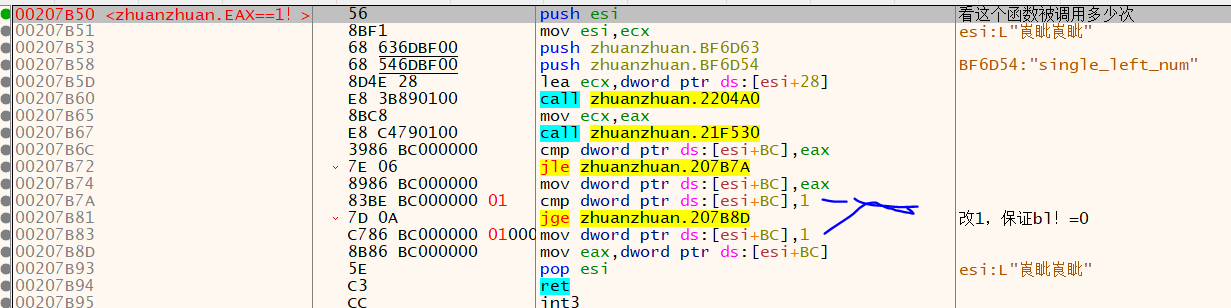 00207B50 <zhuanzhuan.EAX==1! > 56 push esi 看这个函数被调用多少次
00207B51 8BF1 mov esi,ecx esi:L"峎眦峎眦"
00207B53 68 636DBF00 push zhuanzhuan.BF6D63
00207B58 68 546DBF00 push zhuanzhuan.BF6D54 BF6D54:"single_left_num"
00207B5D 8D4E 28 lea ecx,dword ptr ds:[esi+28]
00207B60 E8 3B890100 call zhuanzhuan.2204A0
00207B65 8BC8 mov ecx,eax
00207B67 E8 C4790100 call zhuanzhuan.21F530
00207B6C 3986 BC000000 cmp dword ptr ds:[esi+BC],eax
00207B72 7E 06 jle zhuanzhuan.207B7A
00207B74 8986 BC000000 mov dword ptr ds:[esi+BC],eax
00207B7A 83BE BC000000 01 cmp dword ptr ds:[esi+BC],1
00207B81 7D 0A jge zhuanzhuan.207B8D 改1，保证bl！=0
00207B83 C786 BC000000 01000 mov dword ptr ds:[esi+BC],1
00207B8D 8B86 BC000000 mov eax,dword ptr ds:[esi+BC]
00207B93 5E pop esi esi:L"峎眦峎眦"
00207B94 C3 ret
00207B95 CC int3